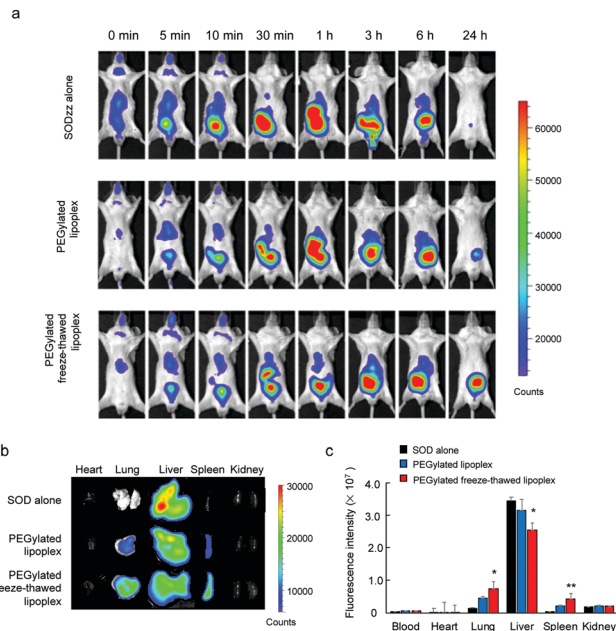 a
0 min 5 min 10 min 30 min 1 h 3 h 6 h 24 h
SODzz alone
PEGylated
lipoplex
PEGylated
freeze-thawed
lipoplex
60000
50000
40000
30000
20000
Counts
b
Heart Lung Liver Spleen Kidney
SOD alone
PEGylated
lipoplex
PEGylated
freeze-thawed
lipoplex
30000
20000
10000
Counts
c
SOD alone
PEGylated lipoplex
PEGylated freeze-thawed lipoplex
Fluorescence intensity (× 10⁷)
4.0
3.0
2.0
1.0
0
*
*
**
Blood Heart Lung Liver Spleen Kidney